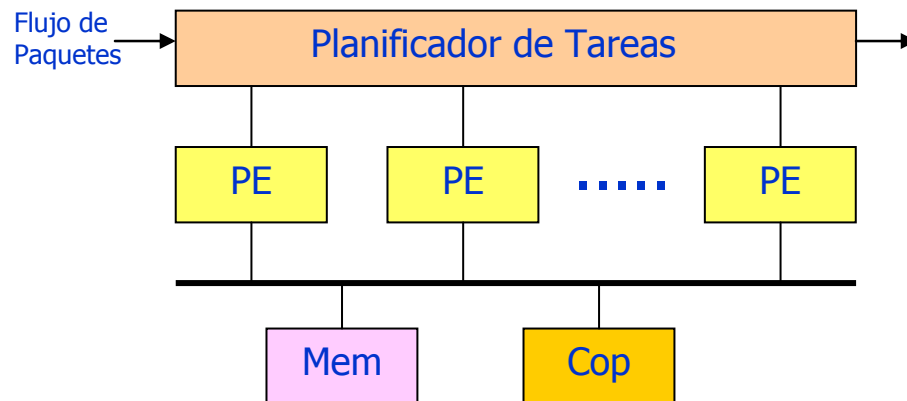 Flujo de
Paquetes
Planificador de Tareas
PE
PE
.....
PE
Mem
Cop